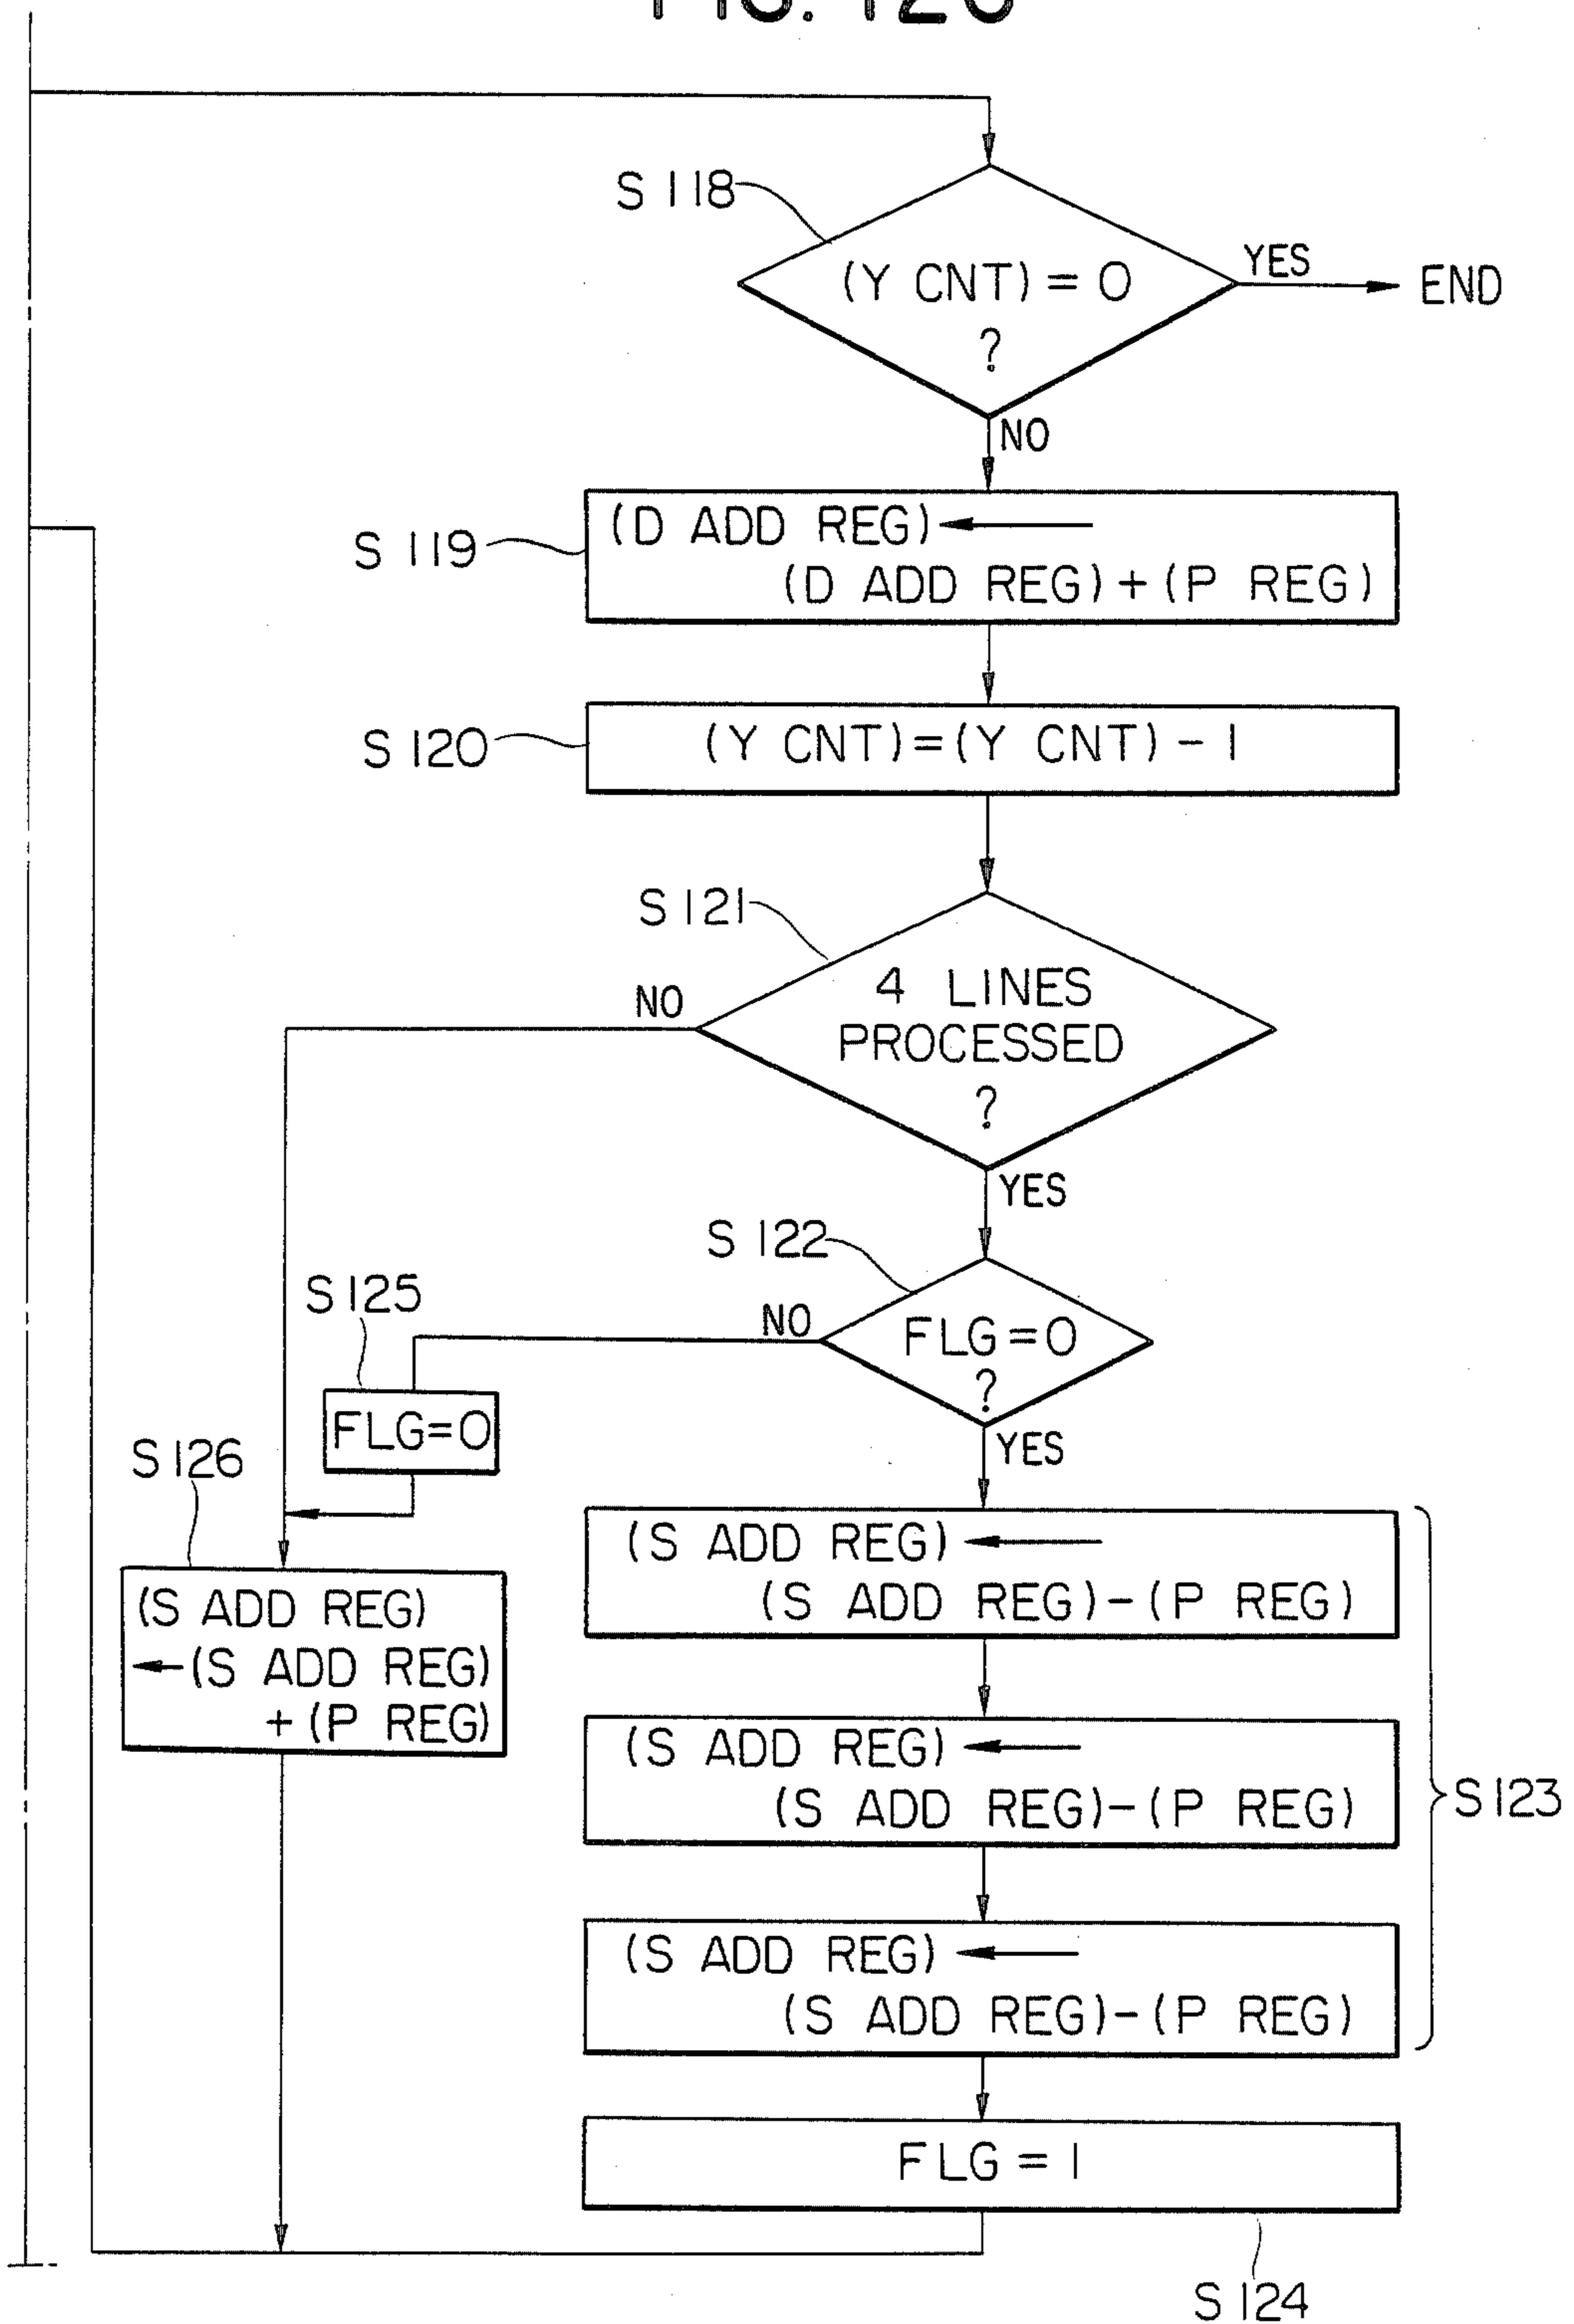 S 118
(Y CNT) = 0
?
YES
END
NO
S 119
(D ADD REG) ←
(D ADD REG) + (P REG)
S 120
(Y CNT) = (Y CNT) - 1
S 121
4 LINES
PROCESSED
?
NO
YES
S 122
FLG = 0
?
NO
YES
S 125
FLG = 0
S 126
(S ADD REG)
← (S ADD REG)
+ (P REG)
(S ADD REG) ←
(S ADD REG) - (P REG)
(S ADD REG) ←
(S ADD REG) - (P REG)
(S ADD REG) ←
(S ADD REG) - (P REG)
S 123
FLG = 1
S 124